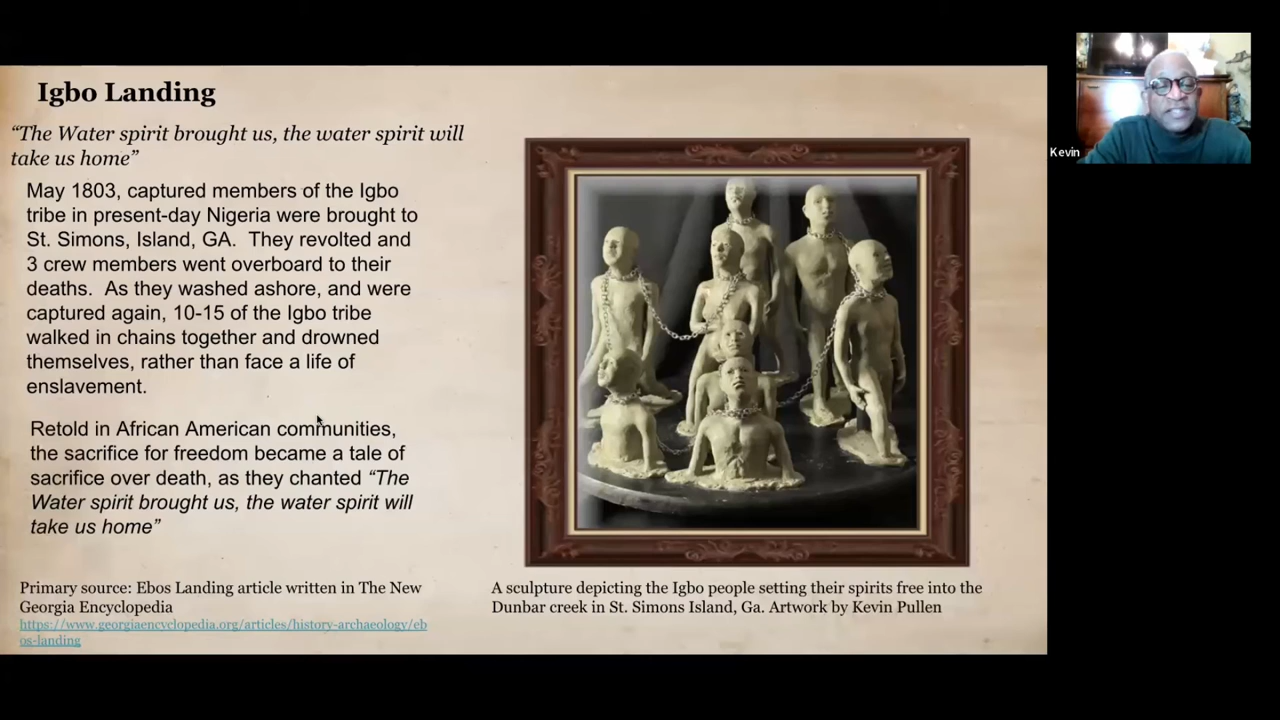 Igbo Landing
“The Water spirit brought us, the water spirit will
take us home”
May 1803, captured members of the Igbo
tribe in present-day Nigeria were brought to
St. Simons, Island, GA.  They revolted and
3 crew members went overboard to their
deaths.  As they washed ashore, and were
captured again, 10-15 of the Igbo tribe
walked in chains together and drowned
themselves, rather than face a life of
enslavement.
Retold in African American communities,
the sacrifice for freedom became a tale of
sacrifice over death, as they chanted “The
Water spirit brought us, the water spirit will
take us home”
Primary source: Ebos Landing article written in The New
Georgia Encyclopedia
https://www.georgiaencyclopedia.org/articles/history-archaeology/eb
os-landing
A sculpture depicting the Igbo people setting their spirits free into the
Dunbar creek in St. Simons Island, Ga. Artwork by Kevin Pullen
Kevin